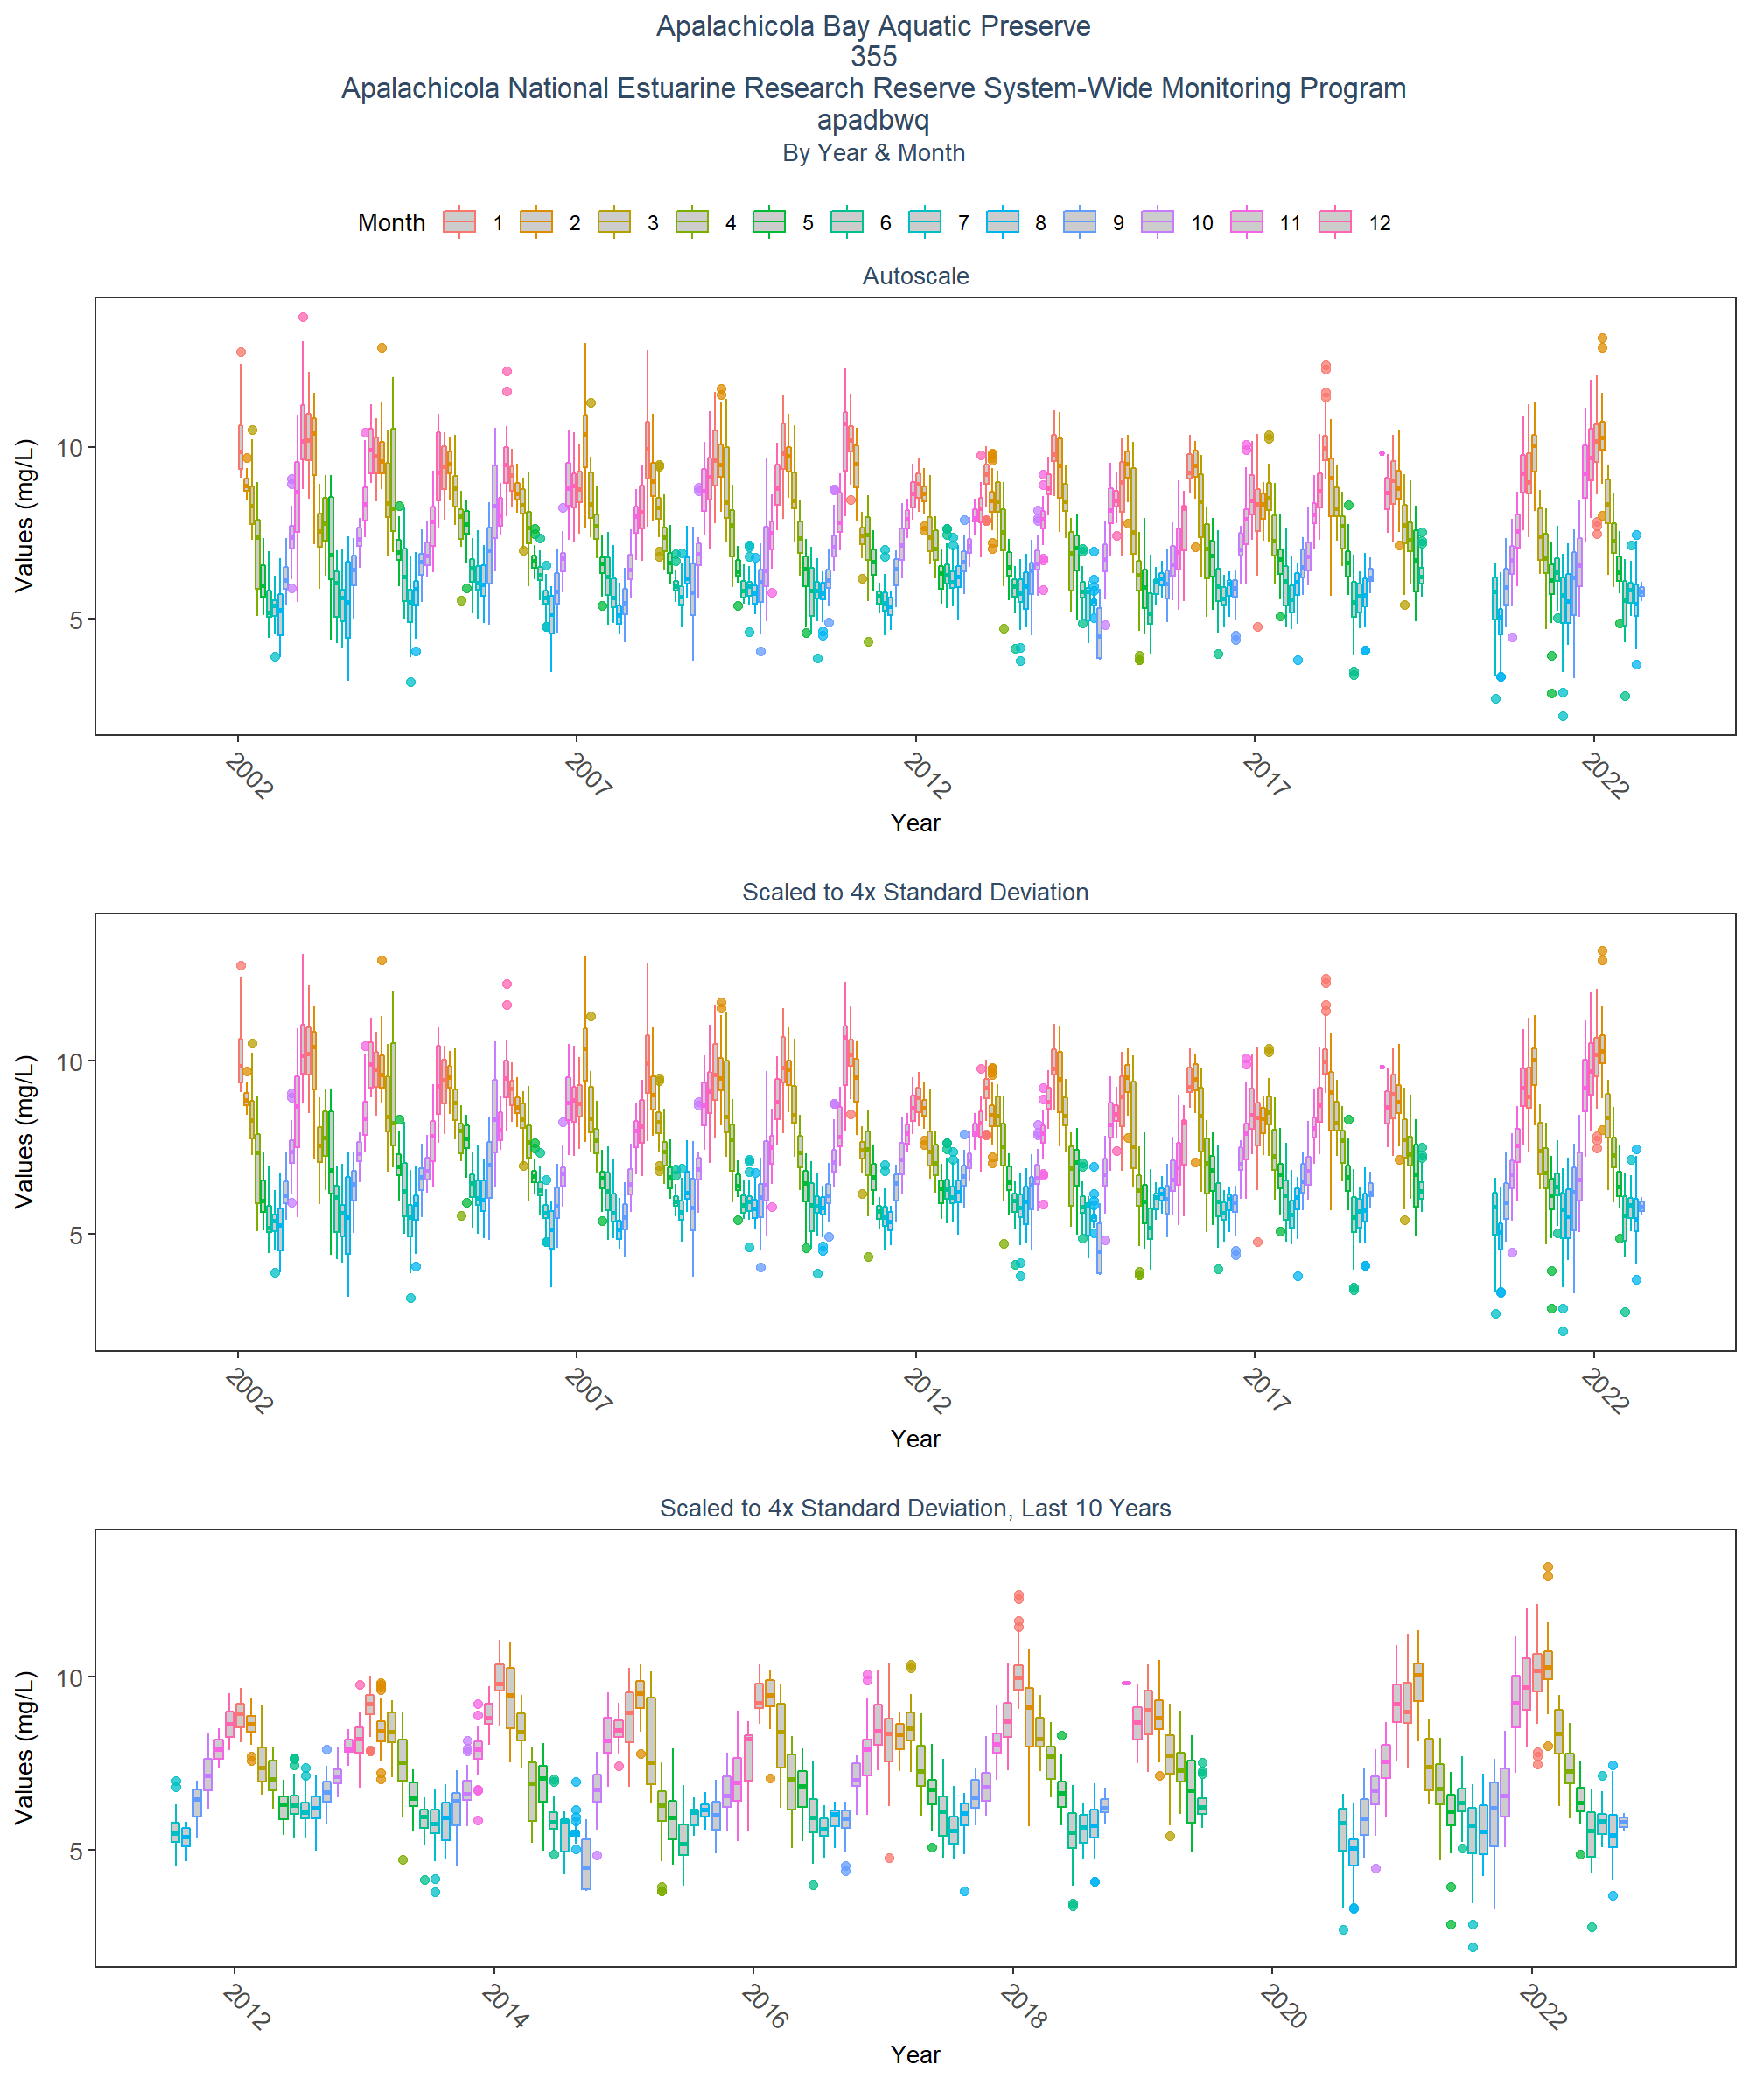 Apalachicola Bay Aquatic Preserve
355
Apalachicola National Estuarine Research Reserve System-Wide Monitoring Program
apadbwq
By Year & Month
Month 1 2 3 4 5 6 7 8 9 10 11 12
Autoscale
Values (mg/L)
10
5
2002 2007 2012 2017 2022
Year
Scaled to 4x Standard Deviation
Values (mg/L)
10
5
2002 2007 2012 2017 2022
Year
Scaled to 4x Standard Deviation, Last 10 Years
Values (mg/L)
10
5
2012 2014 2016 2018 2020 2022
Year